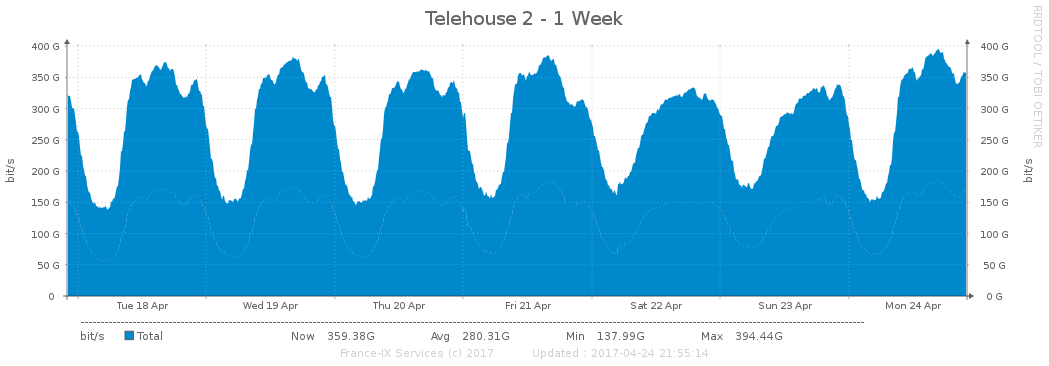 Telehouse 2 - 1 Week
RRDTOOL / TOBI OETIKER
400 G 400 G
350 G 350 G
300 G 300 G
250 G 250 G
200 G 200 G
150 G 150 G
100 G 100 G
50 G 50 G
0 0 G
bit/s bit/s
Tue 18 Apr Wed 19 Apr Thu 20 Apr Fri 21 Apr Sat 22 Apr Sun 23 Apr Mon 24 Apr
bit/s Total Now 359.38G Avg 280.31G Min 137.99G Max 394.44G
France-IX Services (c) 2017 Updated : 2017-04-24 21:55:14